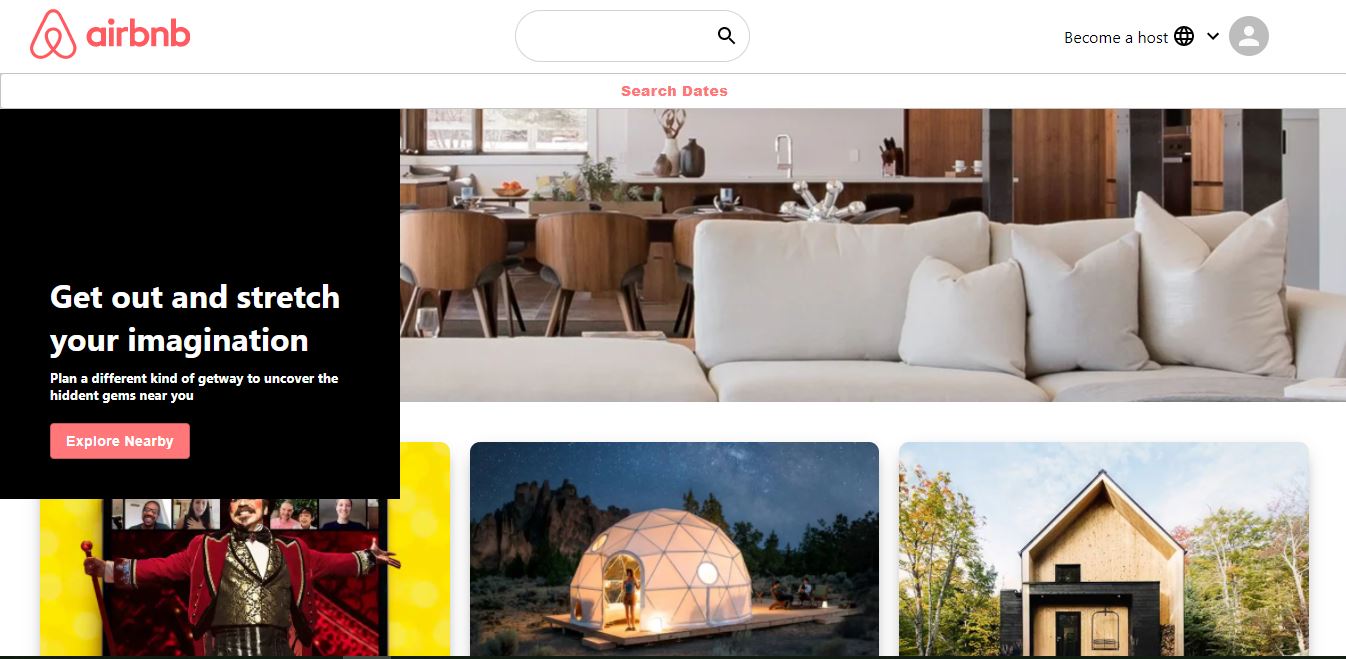 airbnb
Become a host
Search Dates
Get out and stretch
your imagination
Plan a different kind of getway to uncover the
hiddent gems near you
Explore Nearby